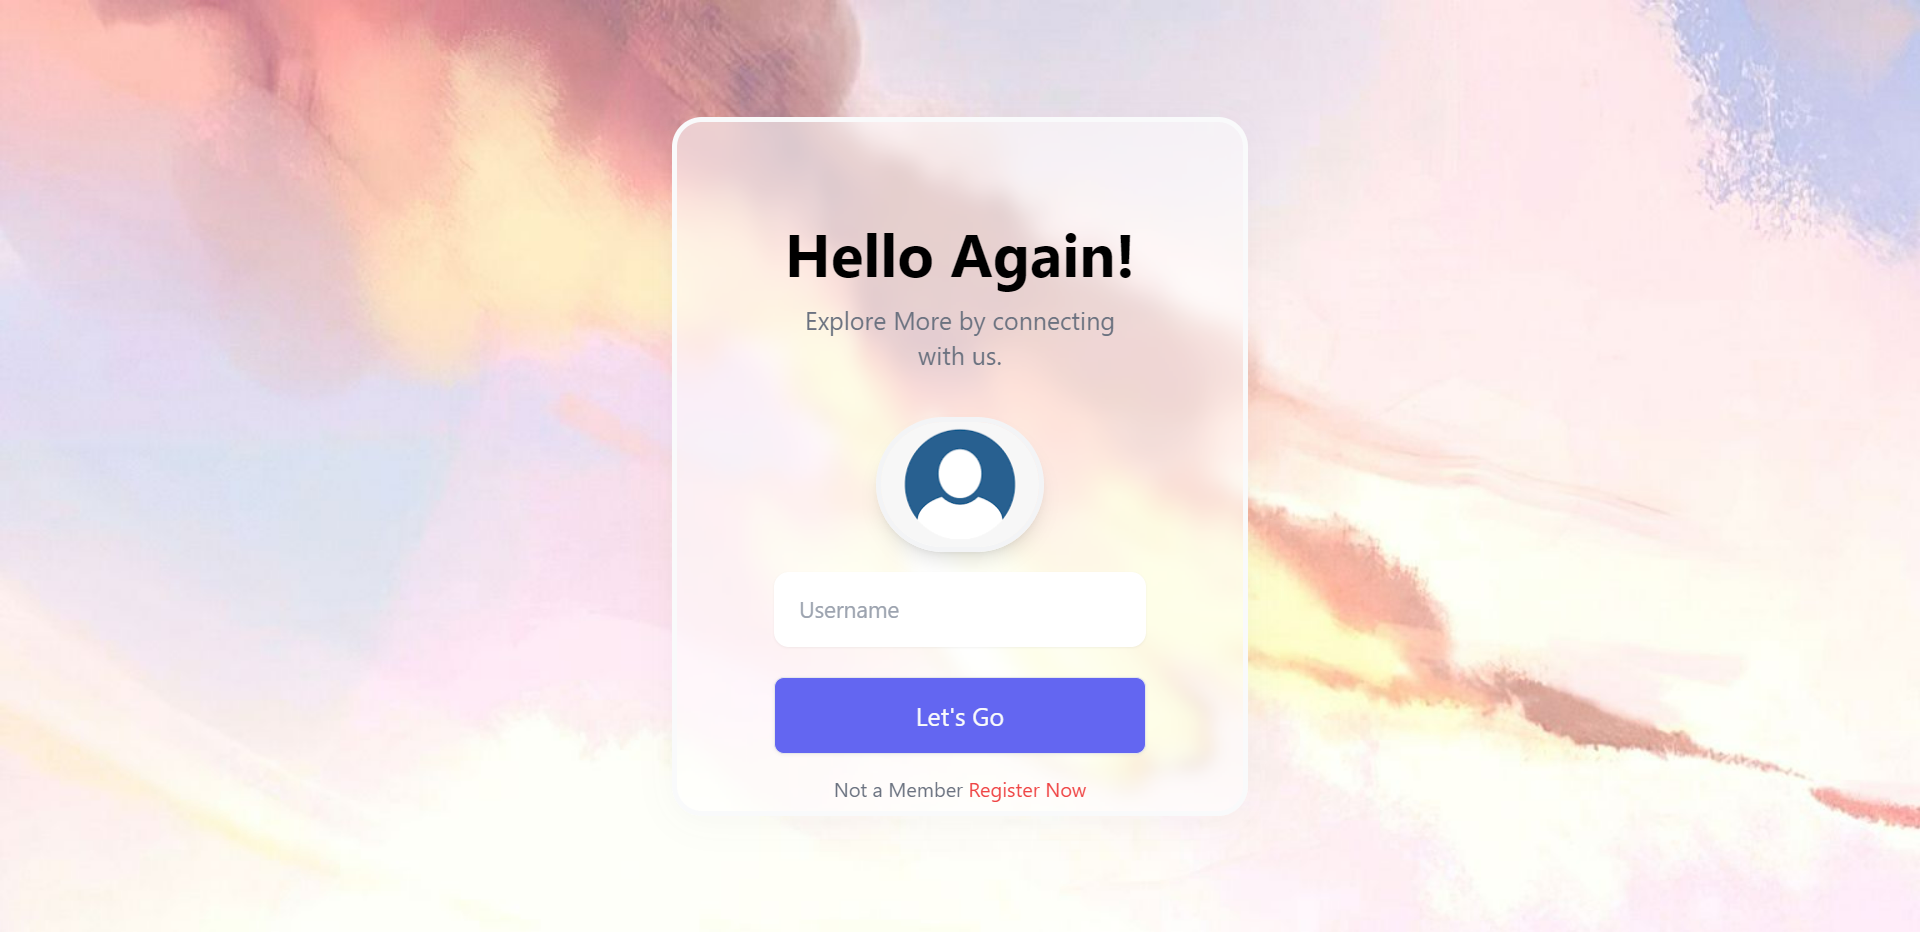 Hello Again!
Explore More by connecting
with us.
Username
Let's Go
Not a Member Register Now